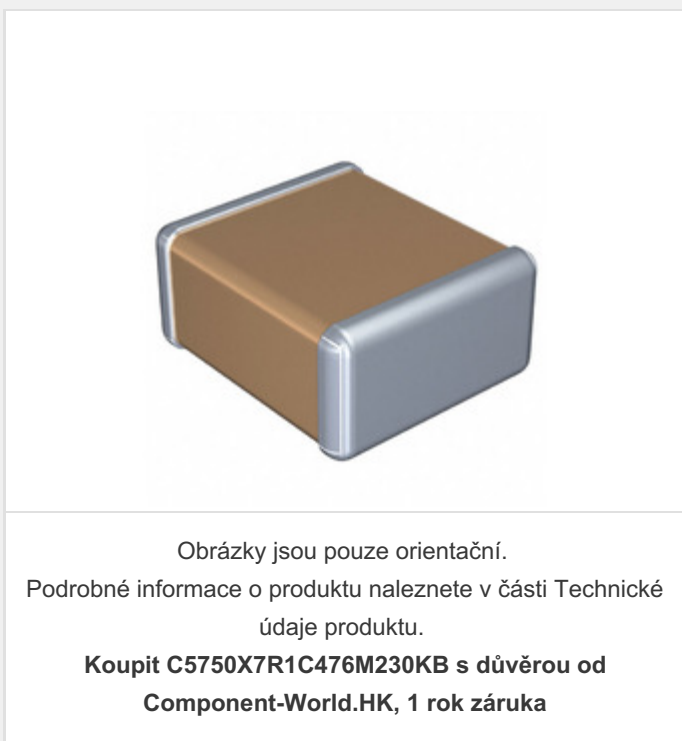 Obrázky jsou pouze orientační.
Podrobné informace o produktu naleznete v části Technické
údaje produktu.
Koupit C5750X7R1C476M230KB s důvěrou od
Component-World.HK, 1 rok záruka